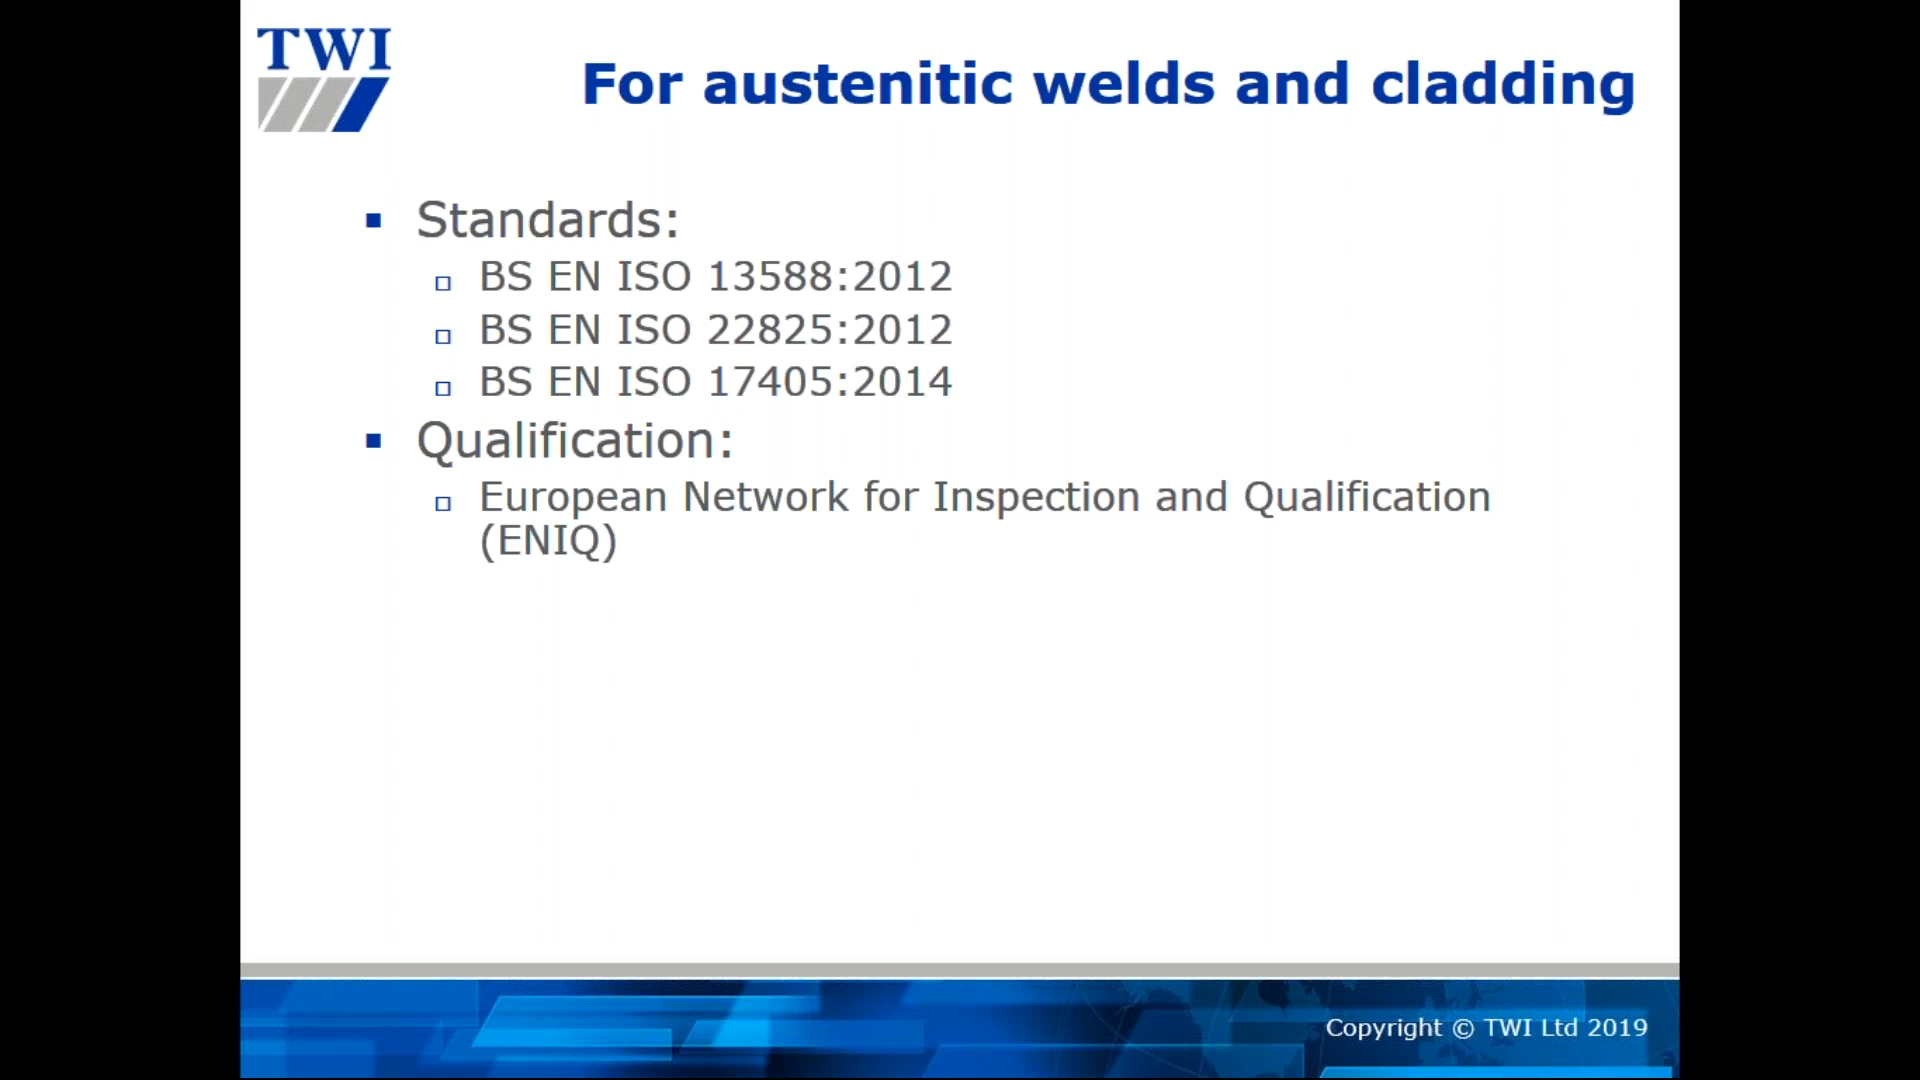 TWI
For austenitic welds and cladding
Standards:
BS EN ISO 13588:2012
BS EN ISO 22825:2012
BS EN ISO 17405:2014
Qualification:
European Network for Inspection and Qualification
(ENIQ)
Copyright © TWI Ltd 2019